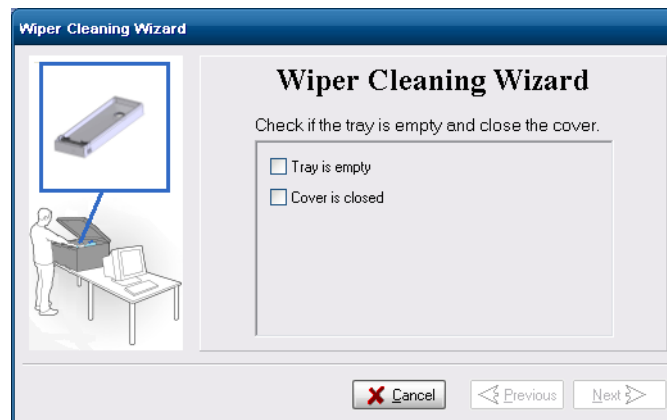 Wiper Cleaning Wizard
Wiper Cleaning Wizard
Check if the tray is empty and close the cover.
Tray is empty
Cover is closed
Cancel
Previous
Next